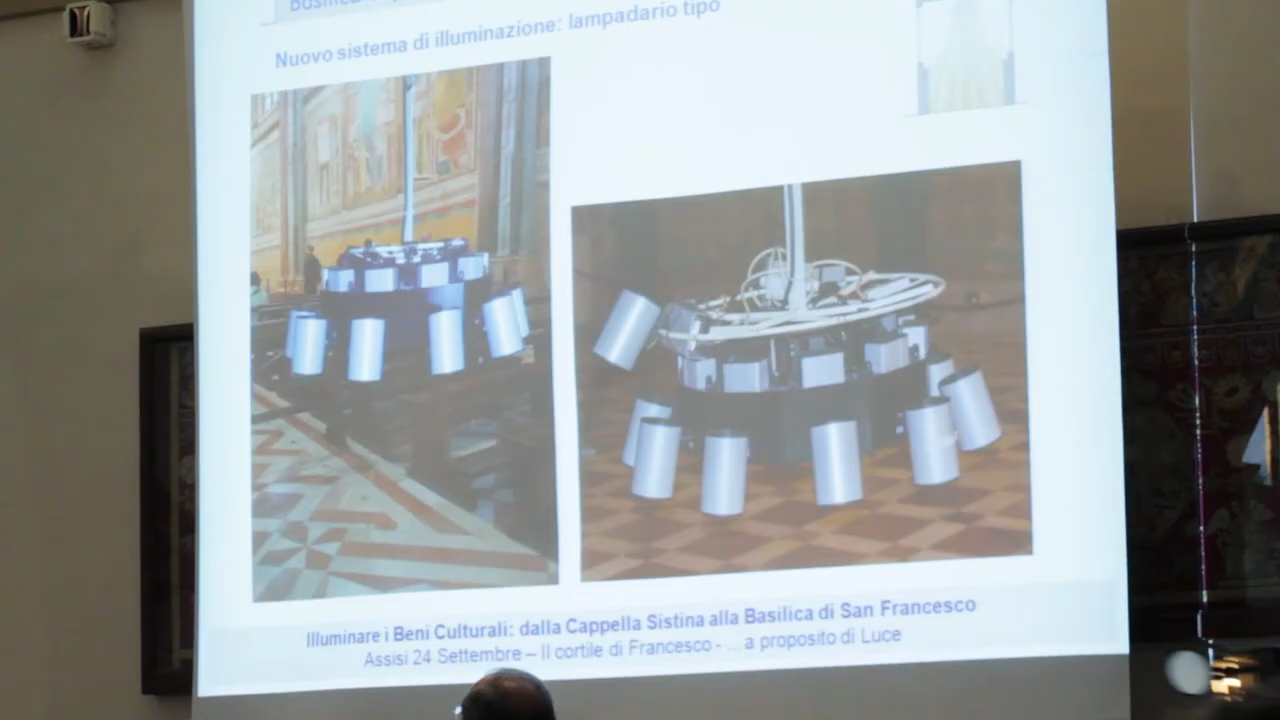 Basilica
Nuovo sistema di illuminazione: lampadario tipo
Illuminare i Beni Culturali: dalla Cappella Sistina alla Basilica di San Francesco
Assisi 24 Settembre – Il cortile di Francesco - ... a proposito di Luce